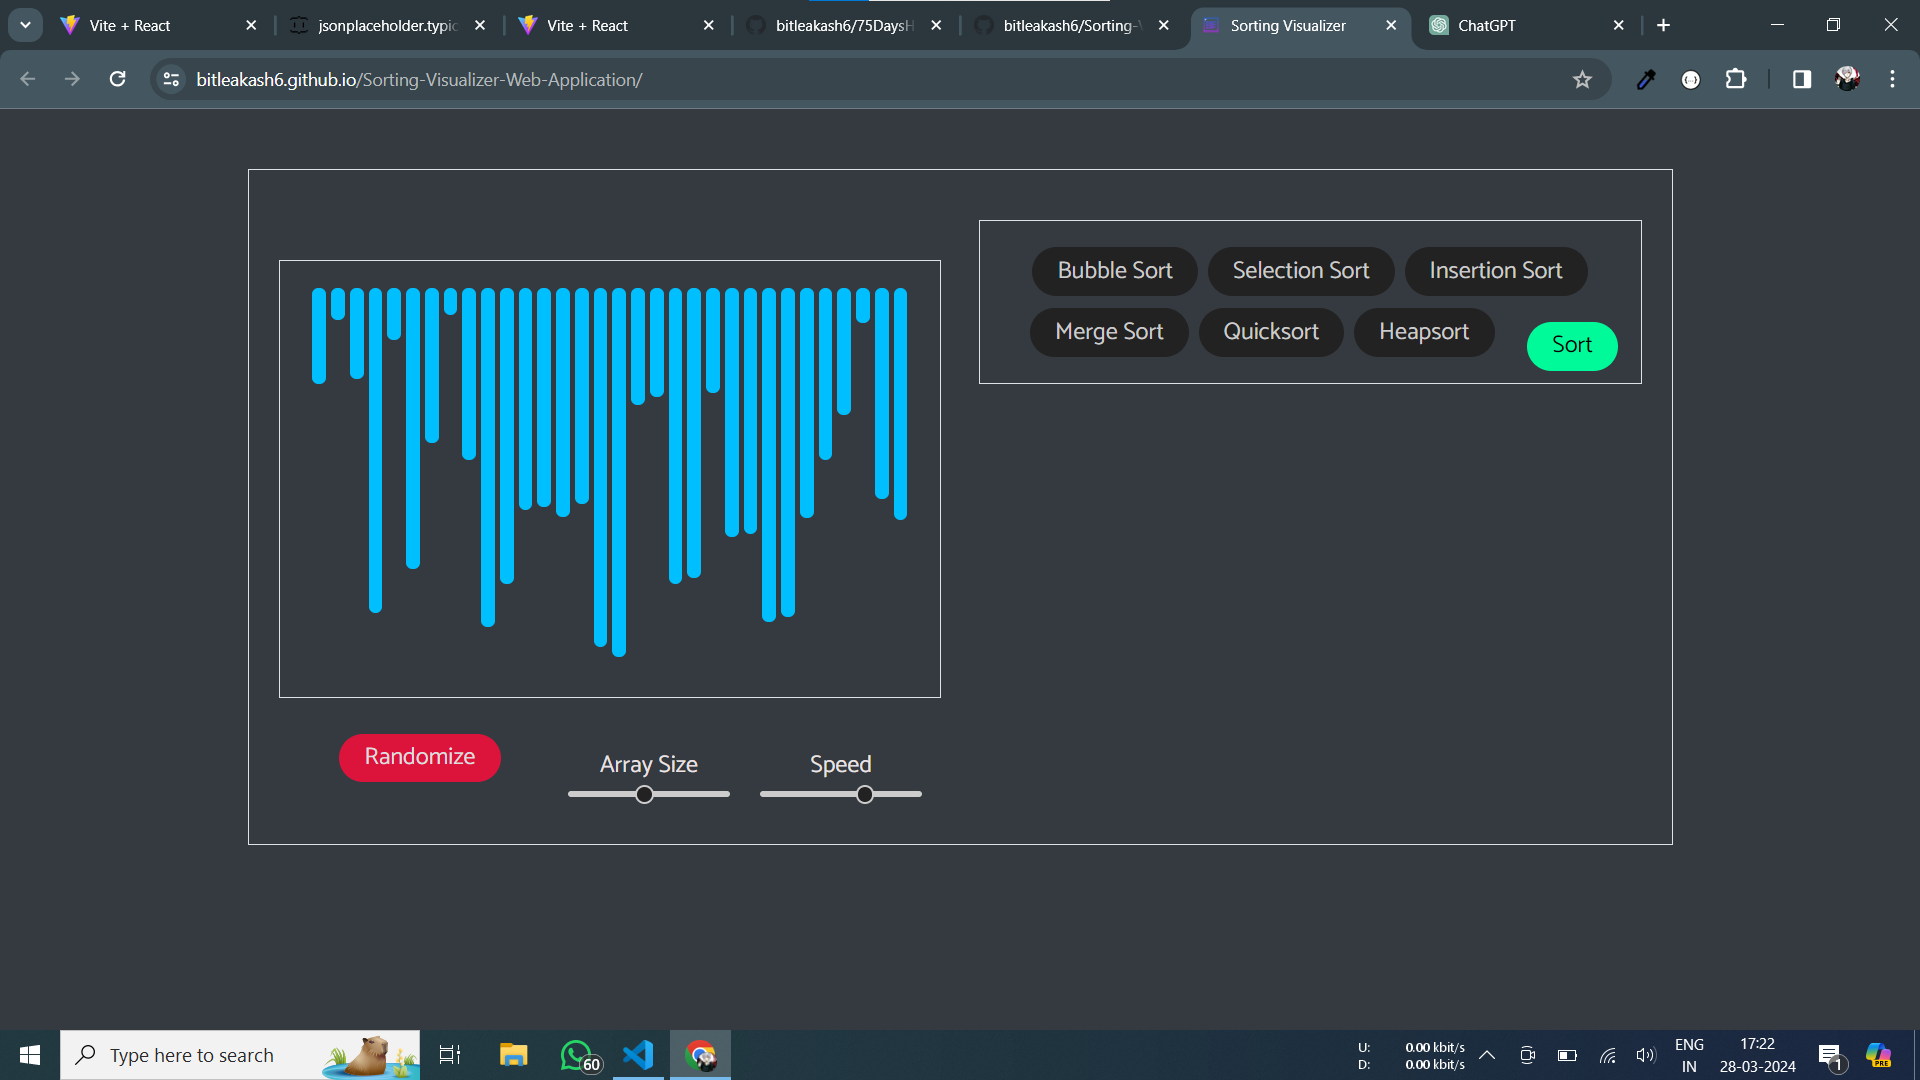 Vite + React
jsonplaceholder.typic
Vite + React
bitleakash6/75DaysH
bitleakash6/Sorting-V
Sorting Visualizer
ChatGPT
bitleakash6.github.io/Sorting-Visualizer-Web-Application/
Bubble Sort
Selection Sort
Insertion Sort
Merge Sort
Quicksort
Heapsort
Sort
Randomize
Array Size
Speed
Type here to search
60
U: 0.00 kbit/s
D: 0.00 kbit/s
ENG
IN
17:22
28-03-2024
1
PRE